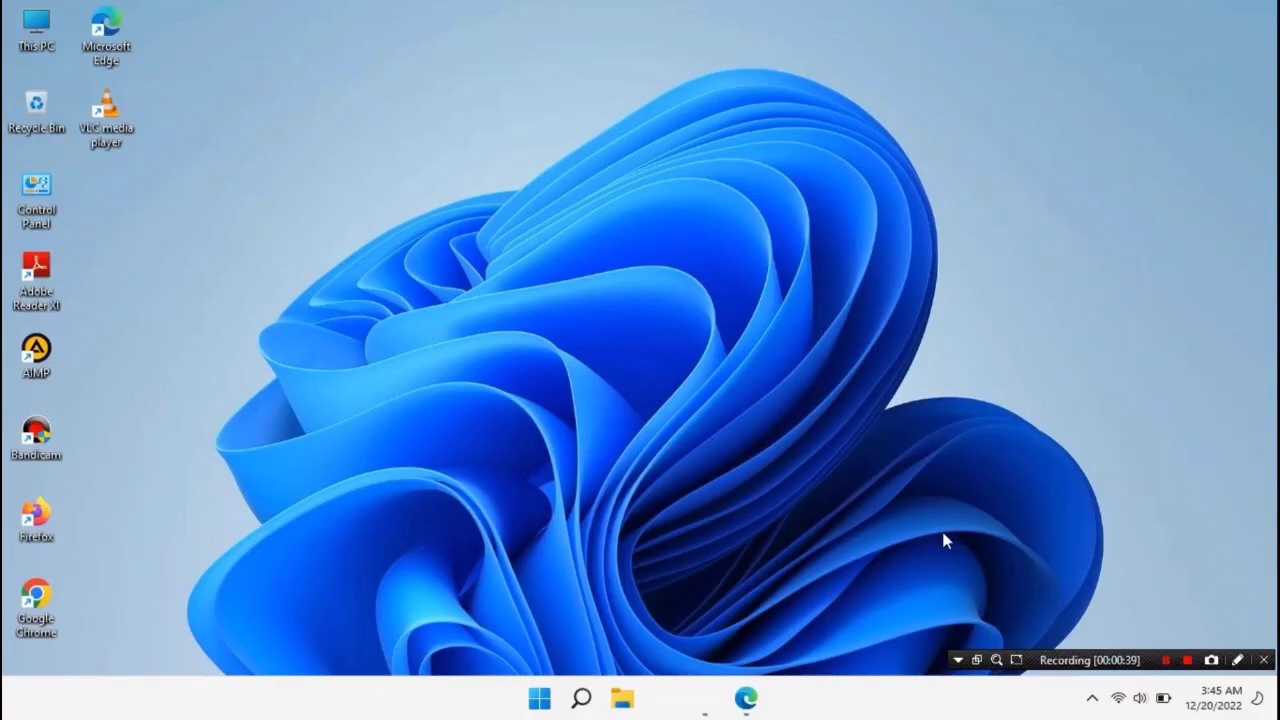 This PC
Microsoft
Edge
Recycle Bin
VLC media
player
Control
Panel
Adobe
Reader XI
AIMP
Bandicam
Firefox
Google
Chrome
Recording [00:00:39]
3:45 AM
12/20/2022